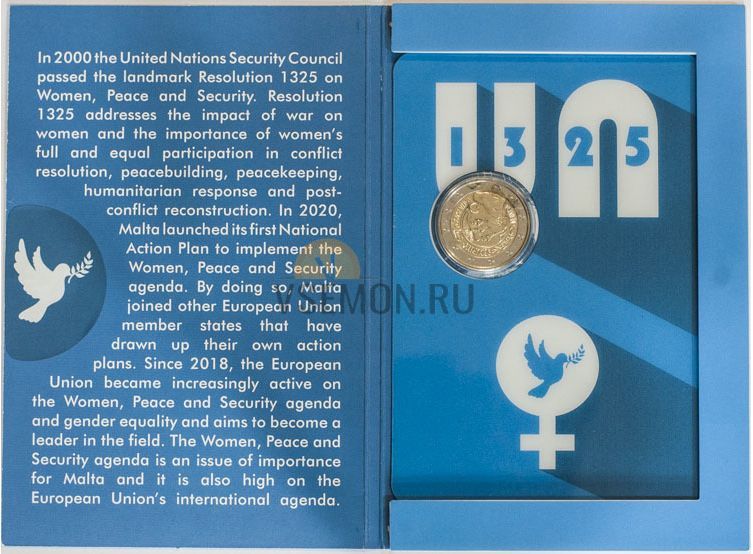 In 2000 the United Nations Security Council
passed the landmark Resolution 1325 on
Women, Peace and Security. Resolution
1325 addresses the impact of war on
women and the importance of women's
full and equal participation in conflict
resolution, peacebuilding, peacekeeping,
humanitarian response and post-
conflict reconstruction. In 2020,
Malta launched its first National
Action Plan to implement the
Women, Peace and Security
agenda. By doing so, Malta
joined other European Union
member states that have
drawn up their own action
plans. Since 2018, the European
Union became increasingly active on
the Women, Peace and Security agenda
and gender equality and aims to become a
leader in the field. The Women, Peace and
Security agenda is an issue of importance
for Malta and it is also high on the
European Union's international agenda.
UN
1325
VSEMON.RU